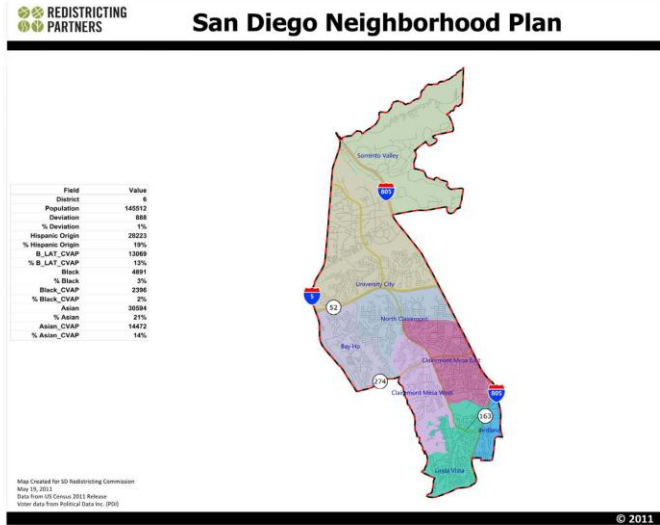 REDISTRICTING
PARTNERS
San Diego Neighborhood Plan
Field Value
District 6
Population 145512
Deviation 888
% Deviation 1%
Hispanic Origin 28223
% Hispanic Origin 19%
B_LAT_CVAP 13069
% B_LAT_CVAP 13%
Black 4891
% Black 3%
Black_CVAP 2396
% Black_CVAP 2%
Asian 30594
% Asian 21%
Asian_CVAP 14472
% Asian_CVAP 14%
Sorrento Valley
805
University City
5
52
North Clairemont
Bay Ho
Clairemont Mesa East
274
Clairemont Mesa West
805
163
Birdland
Linda Vista
Map Created for SD Redistricting Commission
May 19, 2011
Data from US Census 2011 Release
Voter data from Political Data Inc. (PDI)
© 2011